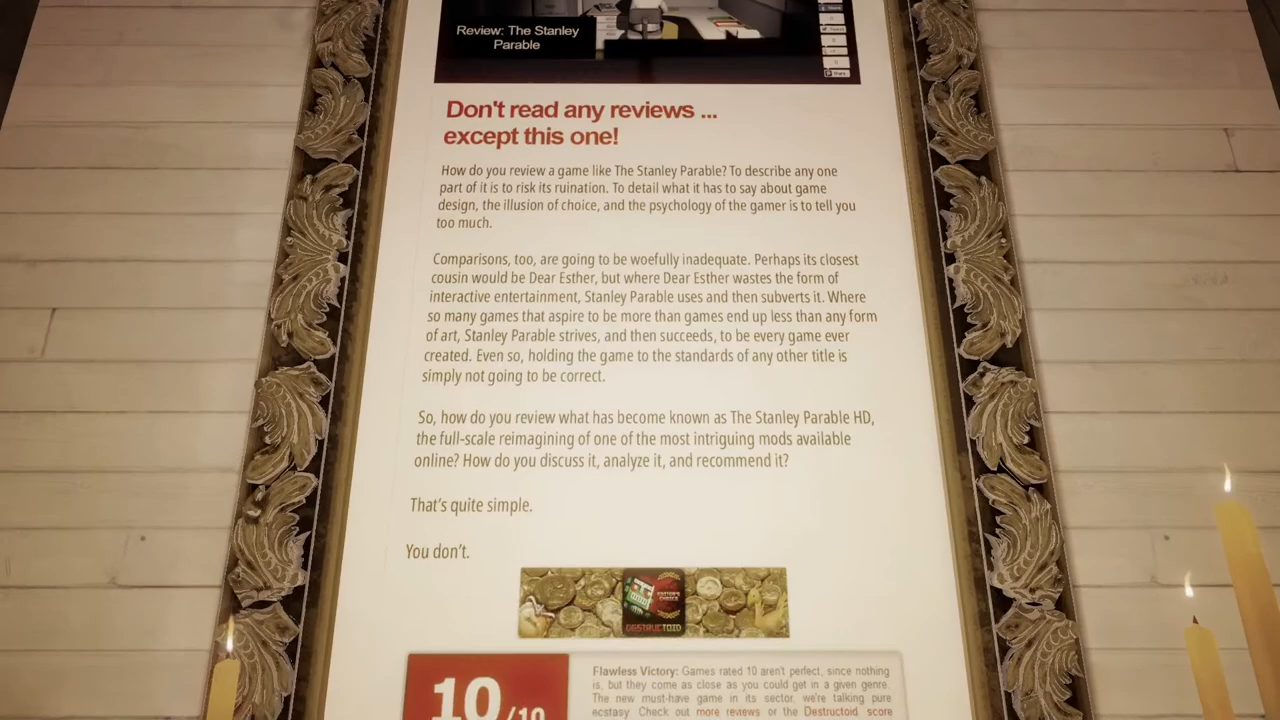 Review: The Stanley
Parable
Share
Tweet
Share
Don't read any reviews ...
except this one!
How do you review a game like The Stanley Parable? To describe any one
part of it is to risk its ruination. To detail what it has to say about game
design, the illusion of choice, and the psychology of the gamer is to tell you
too much.
Comparisons, too, are going to be woefully inadequate. Perhaps its closest
cousin would be Dear Esther, but where Dear Esther wastes the form of
interactive entertainment, Stanley Parable uses and then subverts it. Where
so many games that aspire to be more than games end up less than any form
of art, Stanley Parable strives, and then succeeds, to be every game ever
created. Even so, holding the game to the standards of any other title is
simply not going to be correct.
So, how do you review what has become known as The Stanley Parable HD,
the full-scale reimagining of one of the most intriguing mods available
online? How do you discuss it, analyze it, and recommend it?
That's quite simple.
You don't.
EDITOR'S
CHOICE
DESTRUCTOID
10/10
Flawless Victory: Games rated 10 aren't perfect, since nothing
is, but they come as close as you could get in a given genre.
The new must-have game in its sector, we're talking pure
ecstasy. Check out more reviews or the Destructoid score